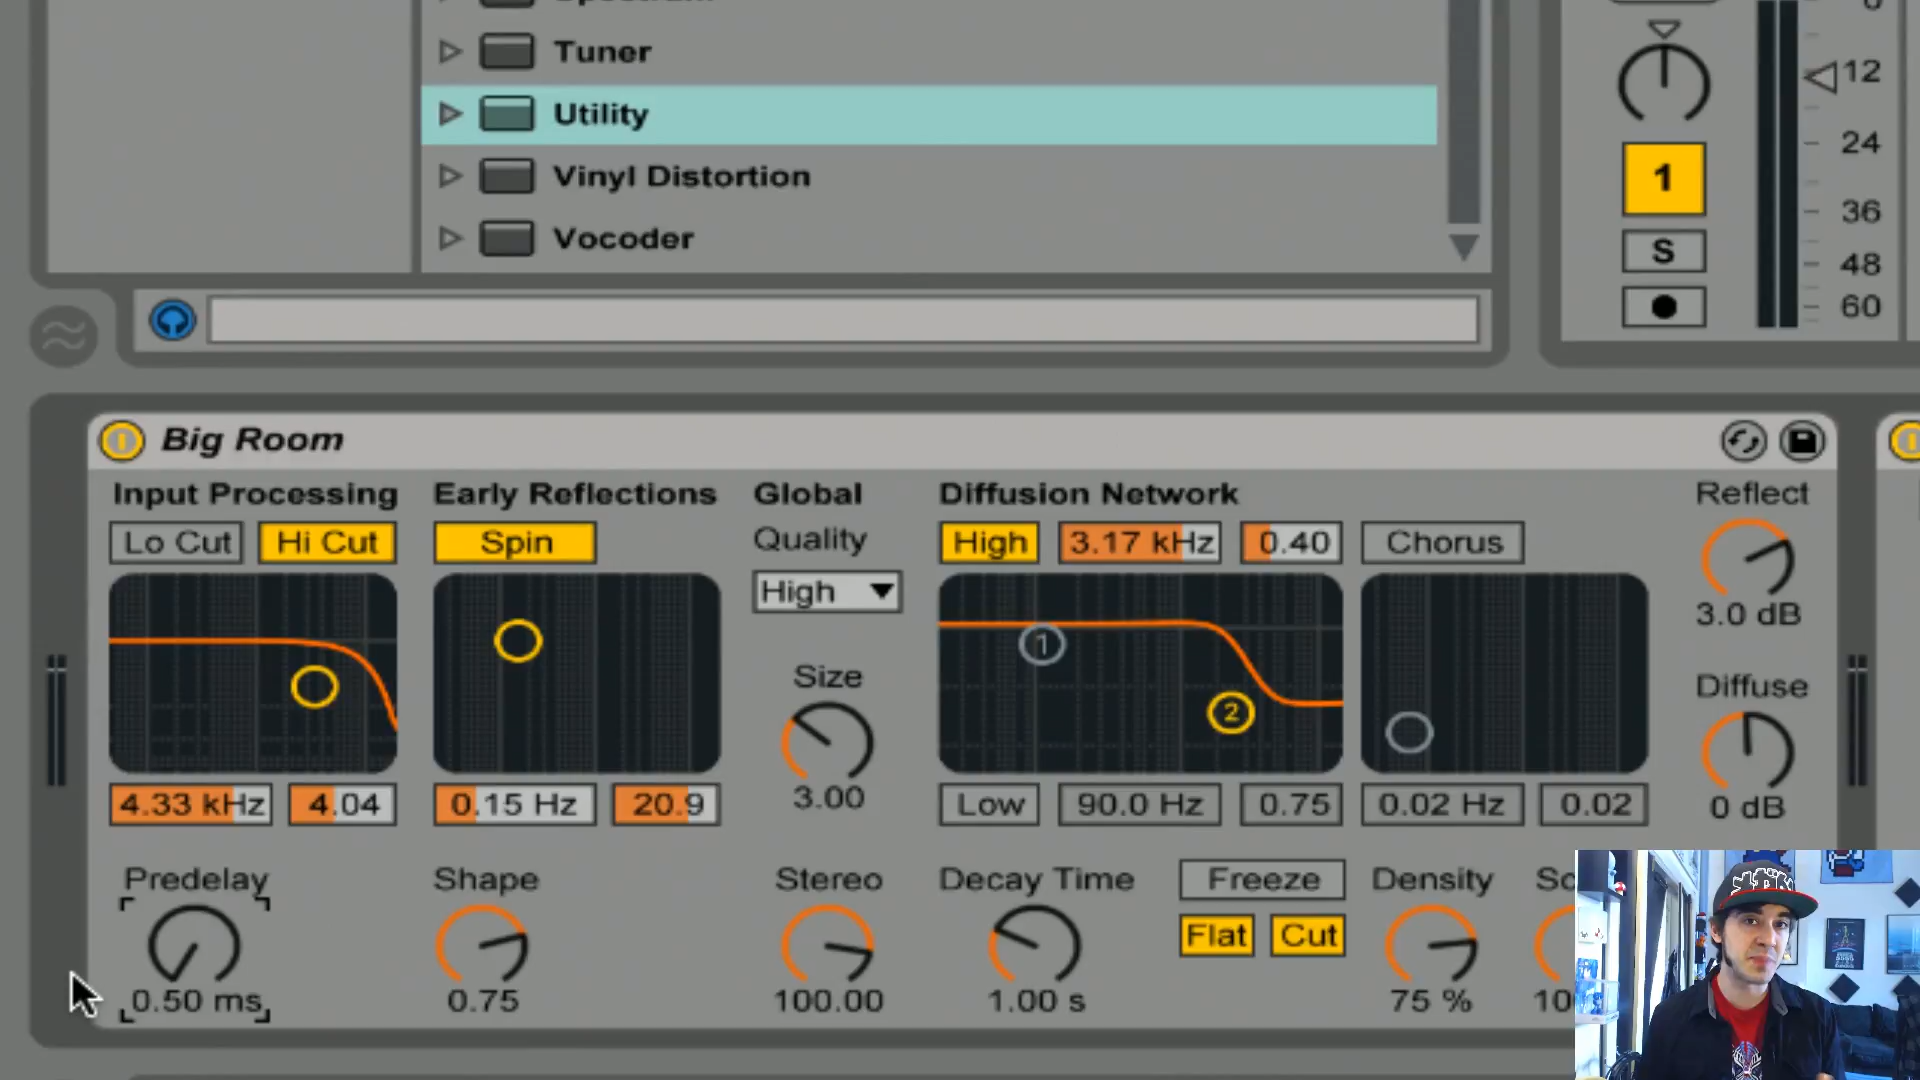 Tuner
Utility
Vinyl Distortion
Vocoder
12
24
36
48
60
1
S
Big Room
Input Processing
Early Reflections
Global
Diffusion Network
Reflect
Lo Cut
Hi Cut
Spin
Quality
High
High
3.17 kHz
0.40
Chorus
3.0 dB
1
2
Size
3.00
Diffuse
0 dB
4.33 kHz
4.04
0.15 Hz
20.9
Low
90.0 Hz
0.75
0.02 Hz
0.02
Predelay
Shape
Stereo
Decay Time
Freeze
Density
Flat
Cut
0.50 ms
0.75
100.00
1.00 s
75 %